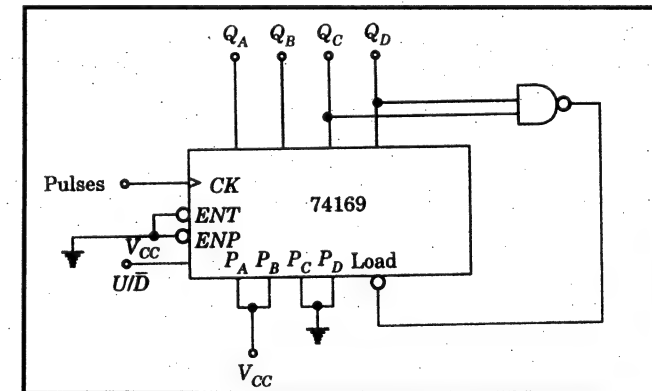 Q_A Q_B Q_C Q_D
Pulses CK 74169
ENT
V_CC ENP
P_A P_B P_C P_D Load
U/D̅
V_CC